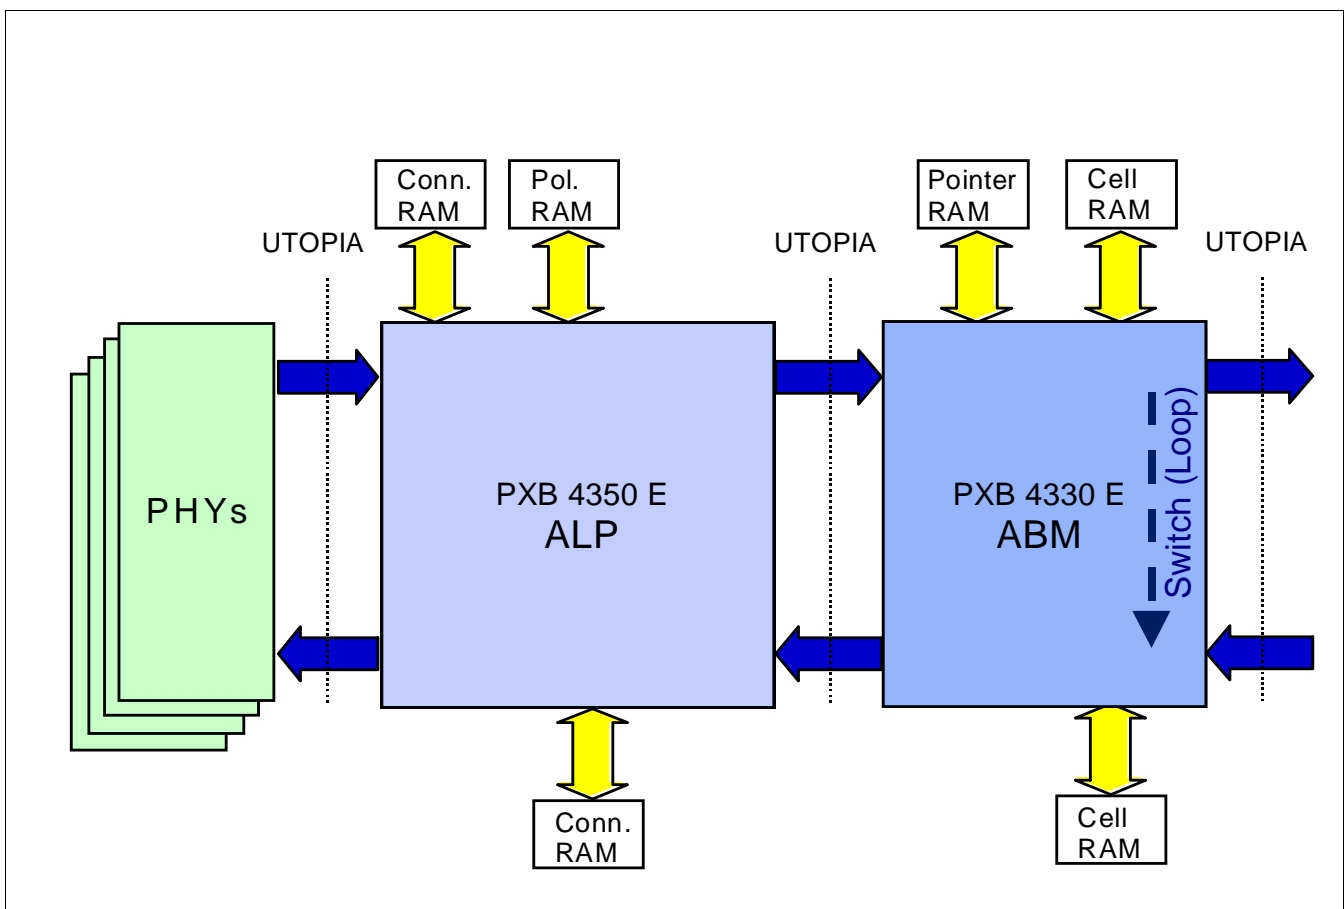 Conn.
RAM
Pol.
RAM
Pointer
RAM
Cell
RAM
UTOPIA
UTOPIA
UTOPIA
PHYs
PXB 4350 E
ALP
PXB 4330 E
ABM
Switch (Loop)
Conn.
RAM
Cell
RAM